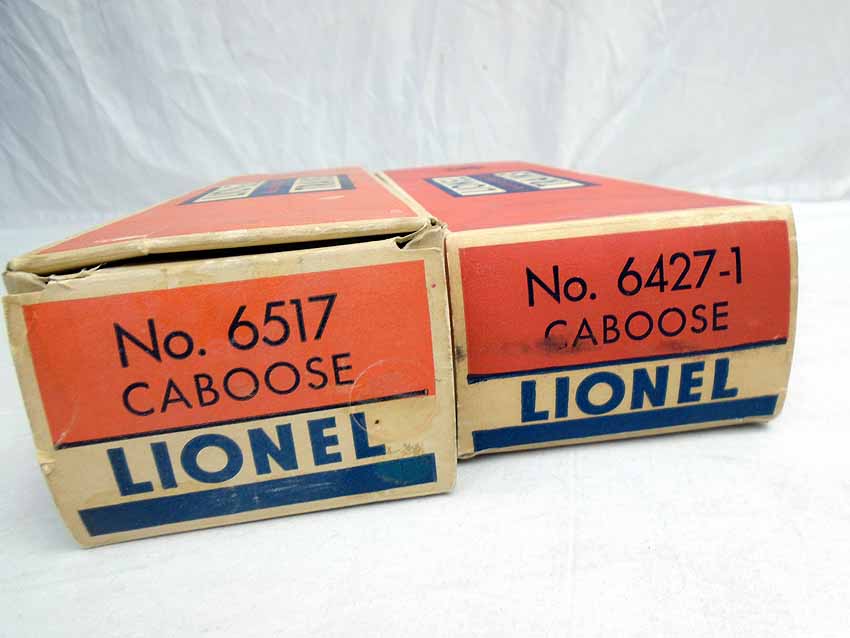 No. 6517
CABOOSE
LIONEL
No. 6427-1
CABOOSE
LIONEL